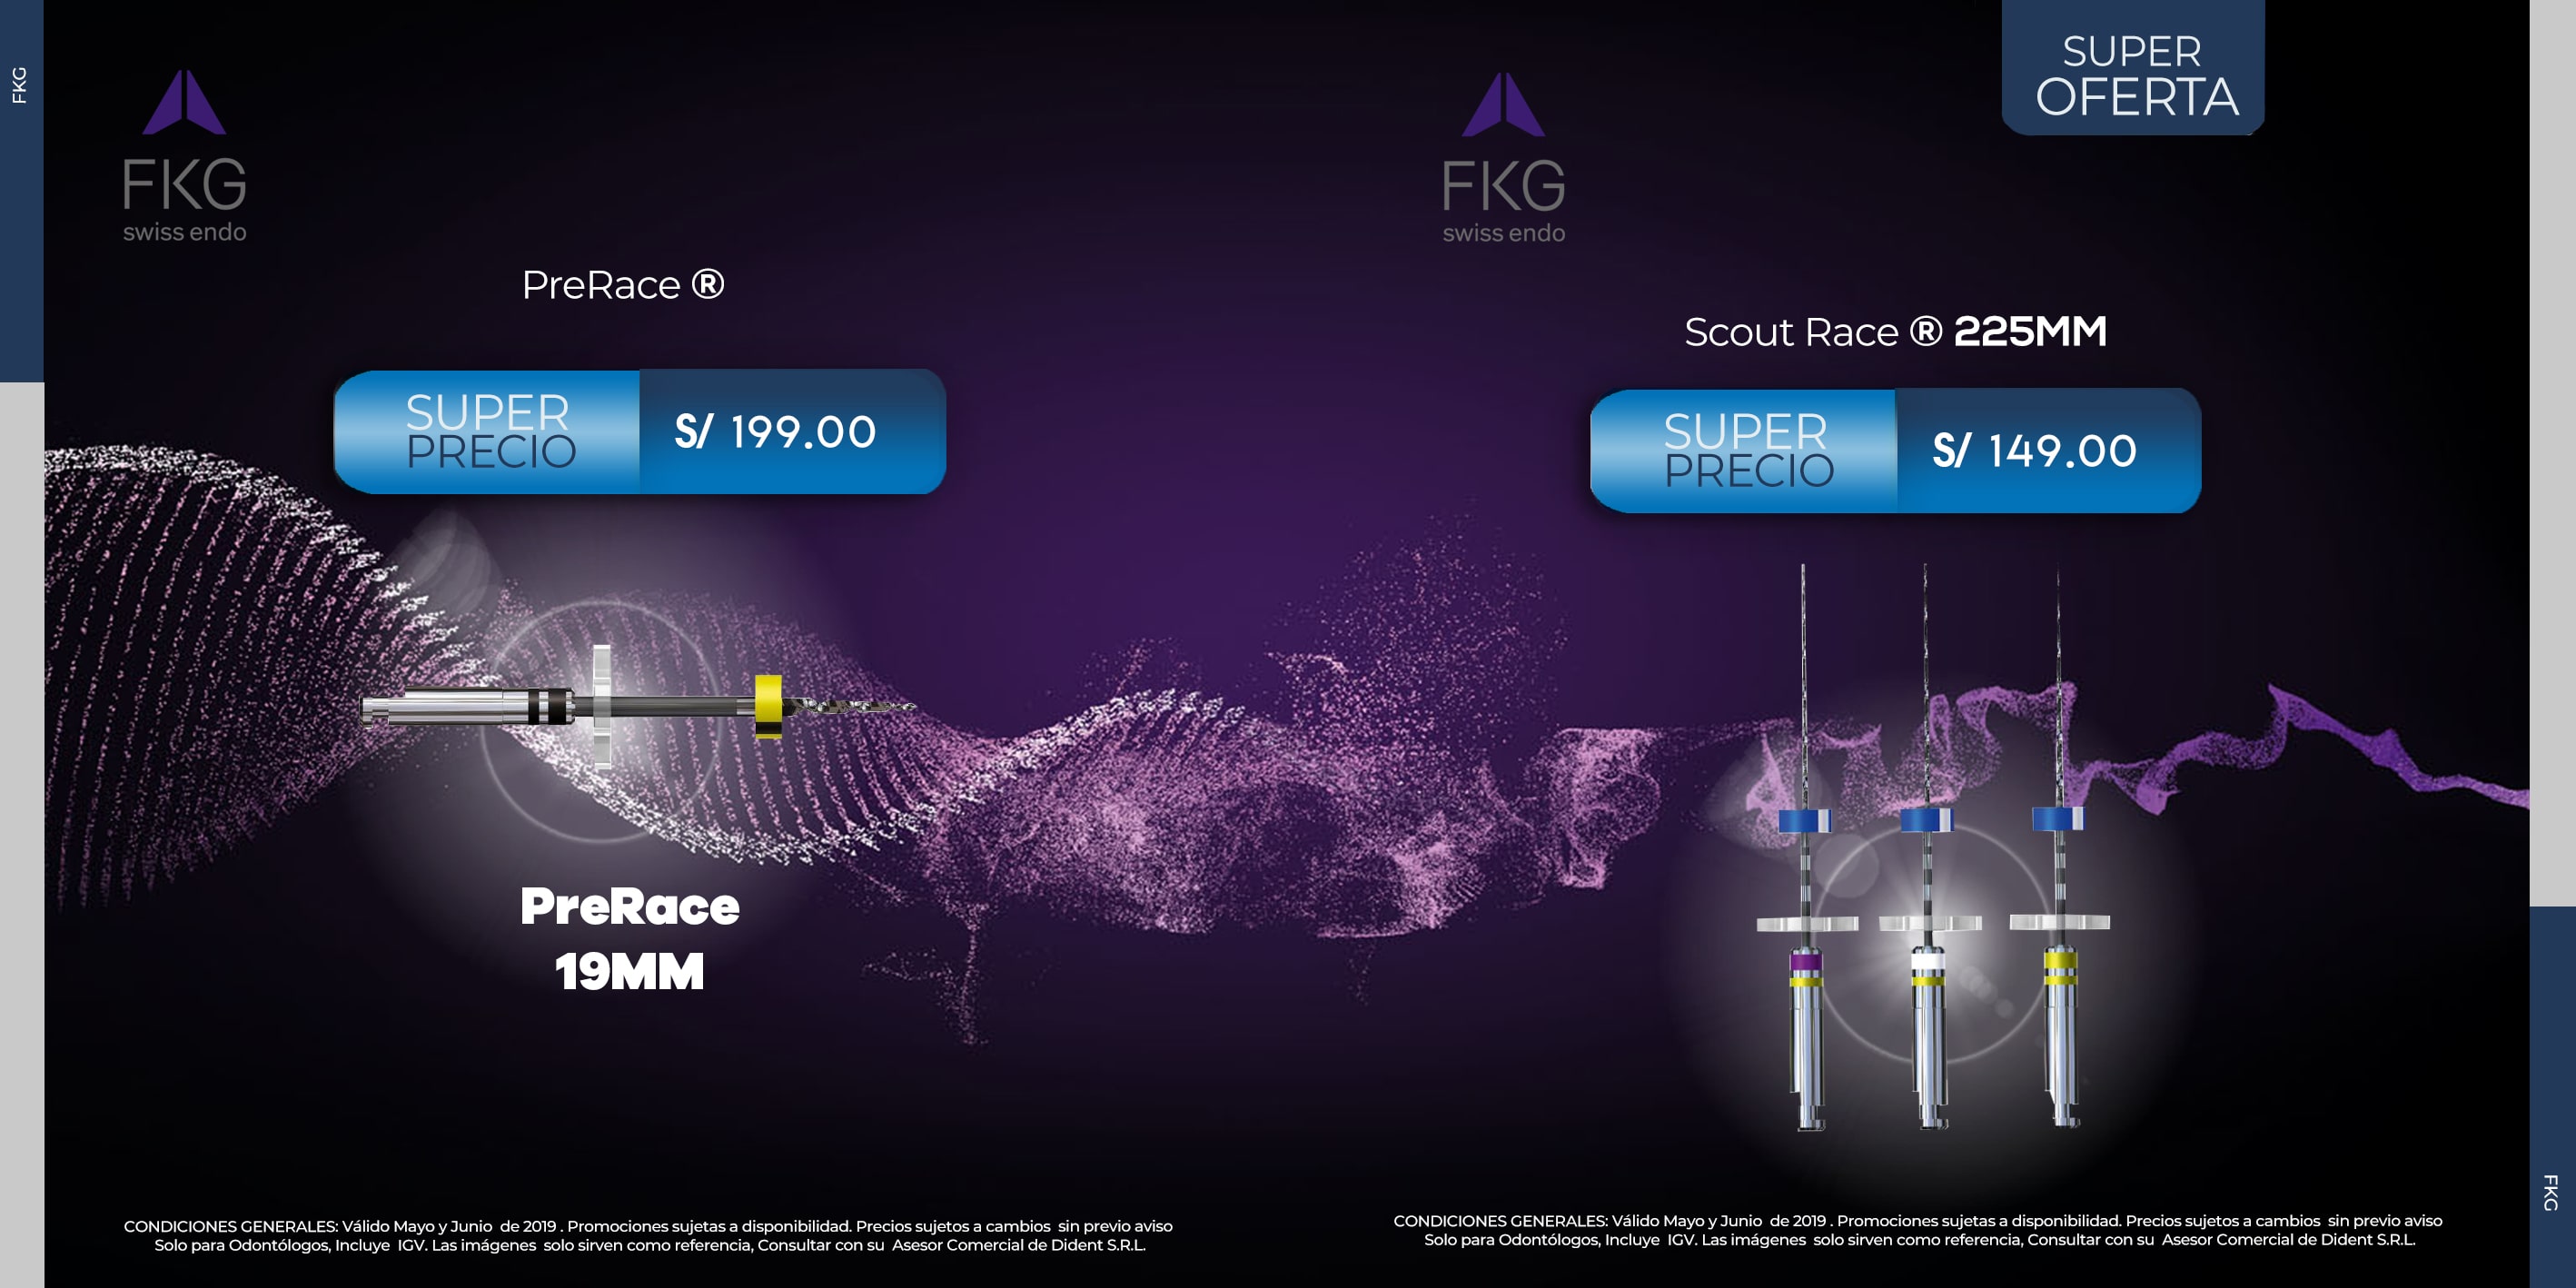 FKG
FKG
swiss endo
PreRace ®
SUPER
PRECIO
S/ 199.00
PreRace
19MM
CONDICIONES GENERALES: Válido Mayo y Junio de 2019 . Promociones sujetas a disponibilidad. Precios sujetos a cambios sin previo aviso
Solo para Odontólogos, Incluye IGV. Las imágenes solo sirven como referencia, Consultar con su Asesor Comercial de Dident S.R.L.
SUPER
OFERTA
FKG
swiss endo
Scout Race ® 225MM
SUPER
PRECIO
S/ 149.00
CONDICIONES GENERALES: Válido Mayo y Junio de 2019 . Promociones sujetas a disponibilidad. Precios sujetos a cambios sin previo aviso
Solo para Odontólogos, Incluye IGV. Las imágenes solo sirven como referencia, Consultar con su Asesor Comercial de Dident S.R.L.
FKG